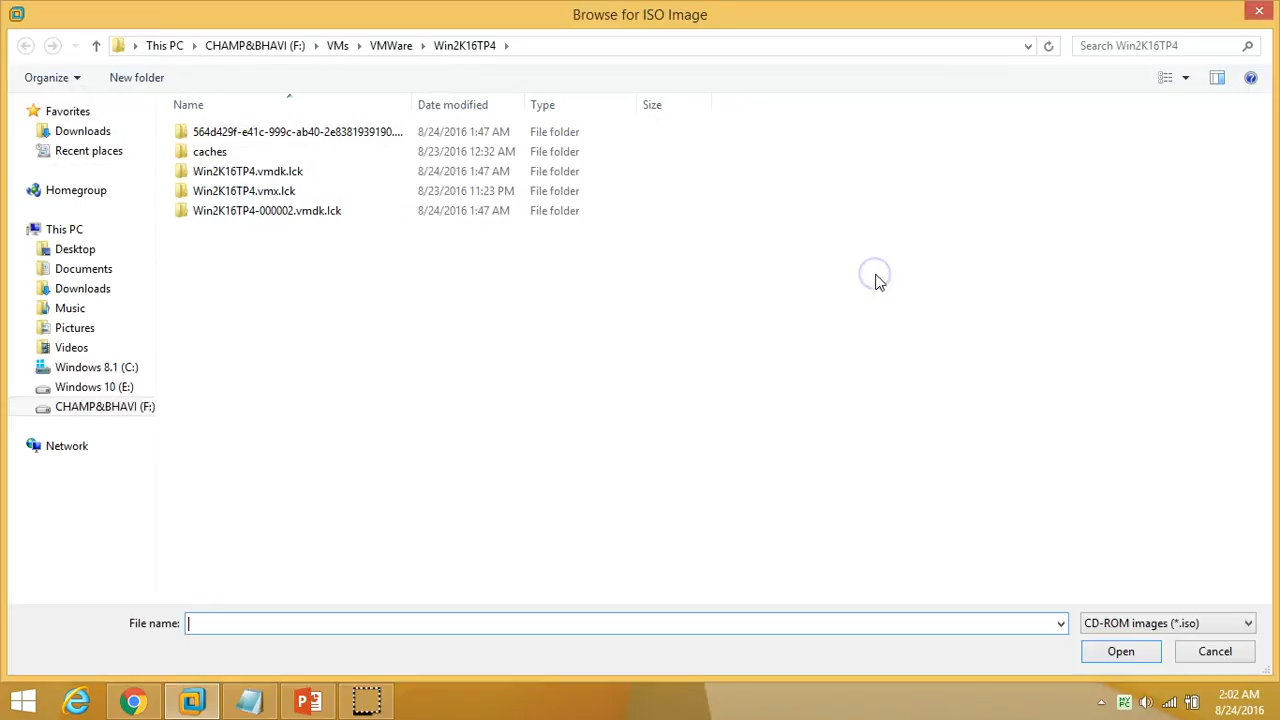 Browse for ISO Image
This PC CHAMP&BHAVI (F:) VMs VMWare Win2K16TP4
Search Win2K16TP4
Organize New folder
Name Date modified Type Size
Favorites
Downloads
Recent places
Homegroup
This PC
Desktop
Documents
Downloads
Music
Pictures
Videos
Windows 8.1 (C:)
Windows 10 (E:)
CHAMP&BHAVI (F:)
Network
564d429f-e41c-999c-ab40-2e8381939190.... 8/24/2016 1:47 AM File folder
caches 8/23/2016 12:32 AM File folder
Win2K16TP4.vmdk.lck 8/24/2016 1:47 AM File folder
Win2K16TP4.vmx.lck 8/23/2016 11:23 PM File folder
Win2K16TP4-000002.vmdk.lck 8/24/2016 1:47 AM File folder
File name:
CD-ROM images (*.iso)
Open Cancel
2:02 AM
8/24/2016